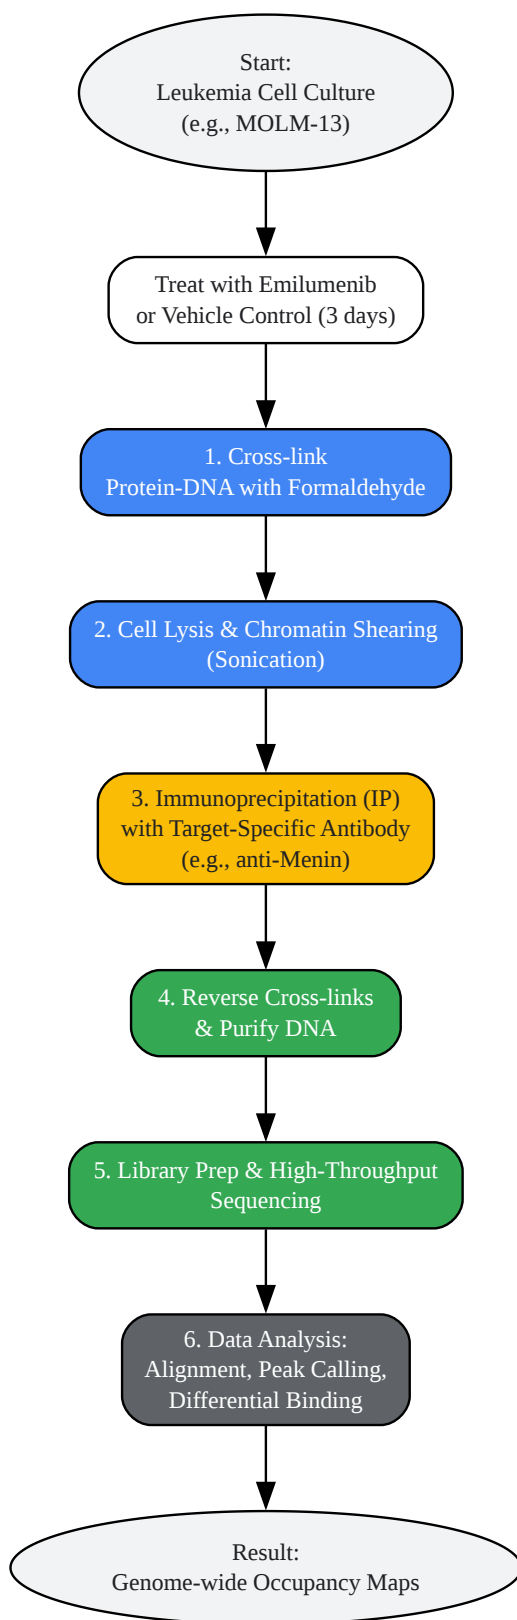 Start:
Leukemia Cell Culture
(e.g., MOLM-13)
Treat with Emilumenib
or Vehicle Control (3 days)
1. Cross-link
Protein-DNA with Formaldehyde
2. Cell Lysis & Chromatin Shearing
(Sonication)
3. Immunoprecipitation (IP)
with Target-Specific Antibody
(e.g., anti-Menin)
4. Reverse Cross-links
& Purify DNA
5. Library Prep & High-Throughput
Sequencing
6. Data Analysis:
Alignment, Peak Calling,
Differential Binding
Result:
Genome-wide Occupancy Maps